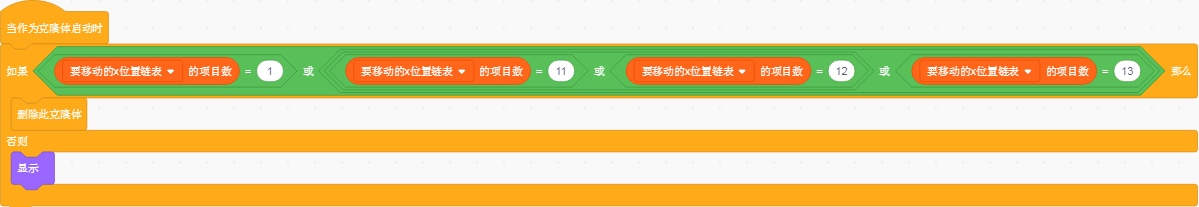 当作为克隆体启动时
如果 要移动的x位置链表 的项目数 = 1 或 要移动的x位置链表 的项目数 = 11 或 要移动的x位置链表 的项目数 = 12 或 要移动的x位置链表 的项目数 = 13 那么
删除此克隆体
否则
显示